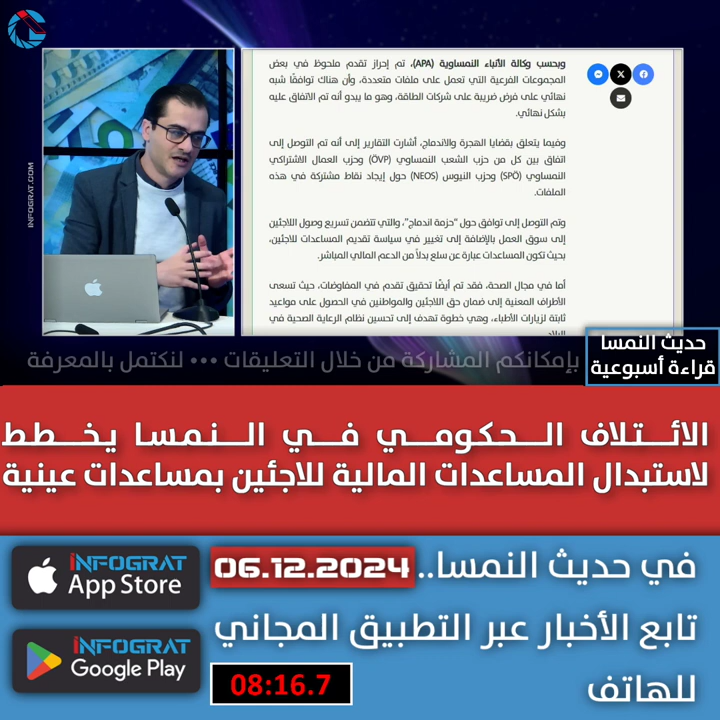 وبحسب وكالة الأنباء النمساوية (APA)، تم إحراز تقدم ملحوظ في بعض
المجموعات الفرعية التي تعمل على ملفات متعددة، وأن هناك توافقًا شبه
نهائي على فرض ضريبة على شركات الطاقة، وهو ما يبدو أنه تم الاتفاق عليه
بشكل نهائي.
وفيما يتعلق بقضايا الهجرة والاندماج، أشارت التقارير إلى أنه تم التوصل إلى
اتفاق بين كل من حزب الشعب النمساوي (ÖVP) وحزب العمال الاشتراكي
النمساوي (SPÖ) وحزب النيوس (NEOS) حول إيجاد نقاط مشتركة في هذه
الملفات.
وتم التوصل إلى توافق حول "حزمة اندماج"، والتي تتضمن تسريع وصول اللاجئين
إلى سوق العمل بالإضافة إلى تغيير في سياسة تقديم المساعدات للاجئين،
بحيث تكون المساعدات عبارة عن سلع بدلاً من الدعم المالي المباشر.
أما في مجال الصحة، فقد تم أيضًا تحقيق تقدم في المفاوضات، حيث تسعى
الأطراف المعنية إلى ضمان حق اللاجئين والمواطنين في الحصول على مواعيد
ثابتة لزيارات الأطباء، وهي خطوة تهدف إلى تحسين نظام الرعاية الصحية في
INFOGRAT.COM
حديث النمسا
قراءة أسبوعية
بإمكانكم المشاركة من خلال التعليقات ••• لنكتمل بالمعرفة
الائتلاف الحكومي في النمسا يخطط
لاستبدال المساعدات المالية للاجئين بمساعدات عينية
في حديث النمسا.. 06.12.2024
تابع الأخبار عبر التطبيق المجاني
للهاتف
INFOGRAT
App Store
INFOGRAT
Google Play
08:16.7